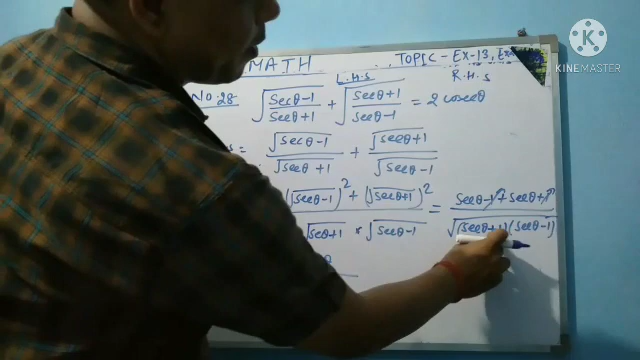 MATH TOPIC - EX-13,
No: 28 L.H.S R.H.S
√(secθ-1)/(secθ+1) + √(secθ+1)/(secθ-1) = 2 cosecθ
= √secθ-1/√secθ+1 + √secθ+1/√secθ-1
(√secθ-1)² + (√secθ+1)²/√secθ+1 × √secθ-1 = secθ-1+secθ+1/√(secθ+1)(secθ-1)
KINEMASTER